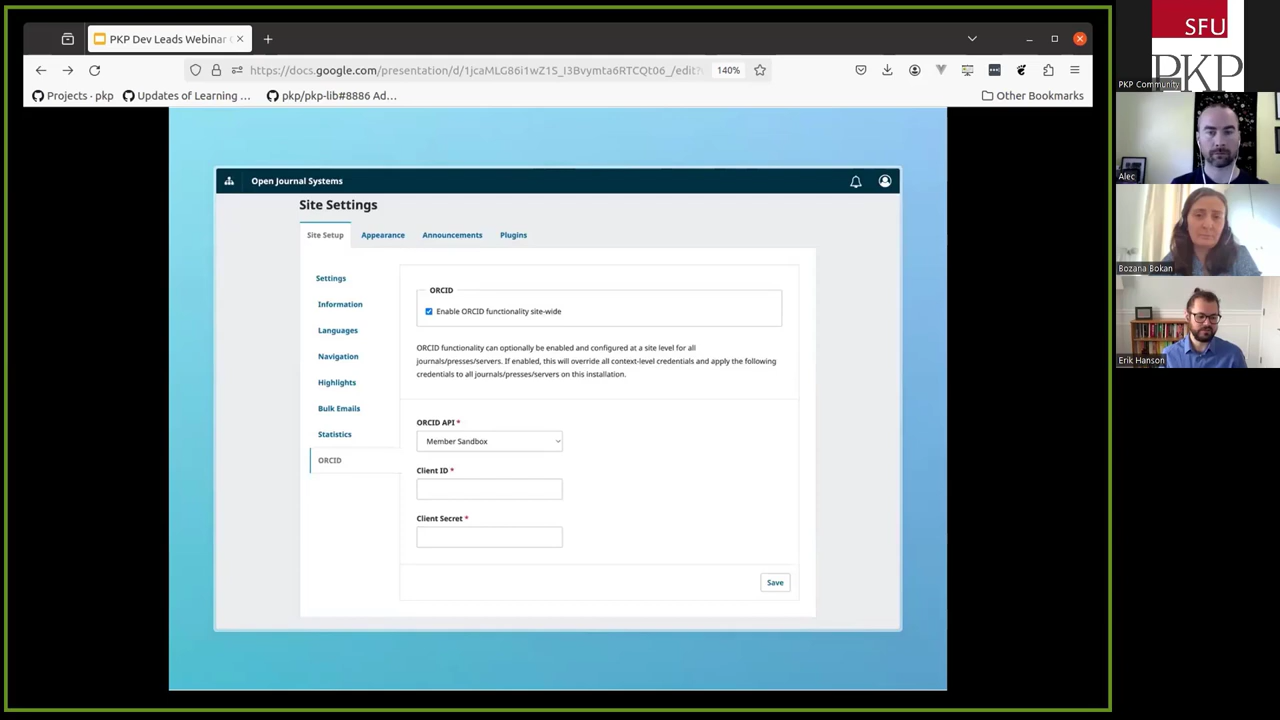 PKP Dev Leads Webinar
https://docs.google.com/presentation/d/1jcaMLG86i1wZ1S_I3Bvymta6RTCQt06_/edit?
140%
Projects · pkp
Updates of Learning ...
pkp/pkp-lib#8886 Ad...
Other Bookmarks
Open Journal Systems
Site Settings
Site Setup
Appearance
Announcements
Plugins
Settings
Information
Languages
Navigation
Highlights
Bulk Emails
Statistics
ORCID
ORCID
Enable ORCID functionality site-wide
ORCID functionality can optionally be enabled and configured at a site level for all
journals/presses/servers. If enabled, this will override all context-level credentials and apply the following
credentials to all journals/presses/servers on this installation.
ORCID API *
Member Sandbox
Client ID *
Client Secret *
Save
SFU
PKP
PKP Community
Alec
Bozana Bokan
Erik Hanson